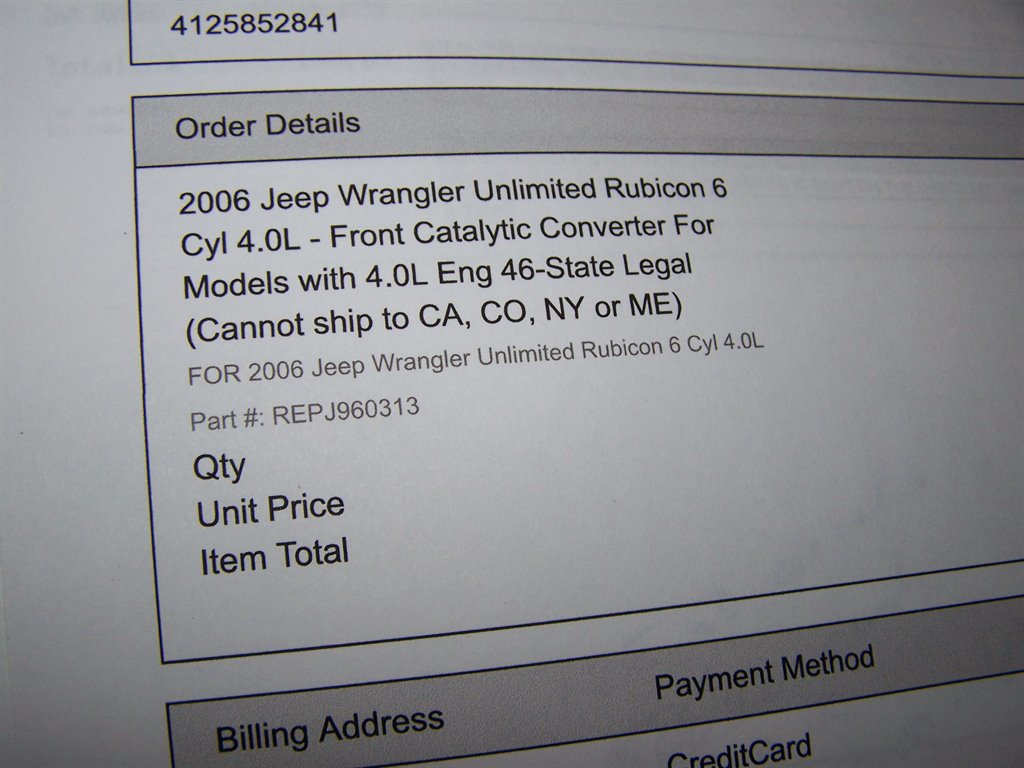 4125852841
Order Details
2006 Jeep Wrangler Unlimited Rubicon 6
Cyl 4.0L - Front Catalytic Converter For
Models with 4.0L Eng 46-State Legal
(Cannot ship to CA, CO, NY or ME)
FOR 2006 Jeep Wrangler Unlimited Rubicon 6 Cyl 4.0L
Part #: REPJ960313
Qty
Unit Price
Item Total
Payment Method
Billing Address
CreditCard